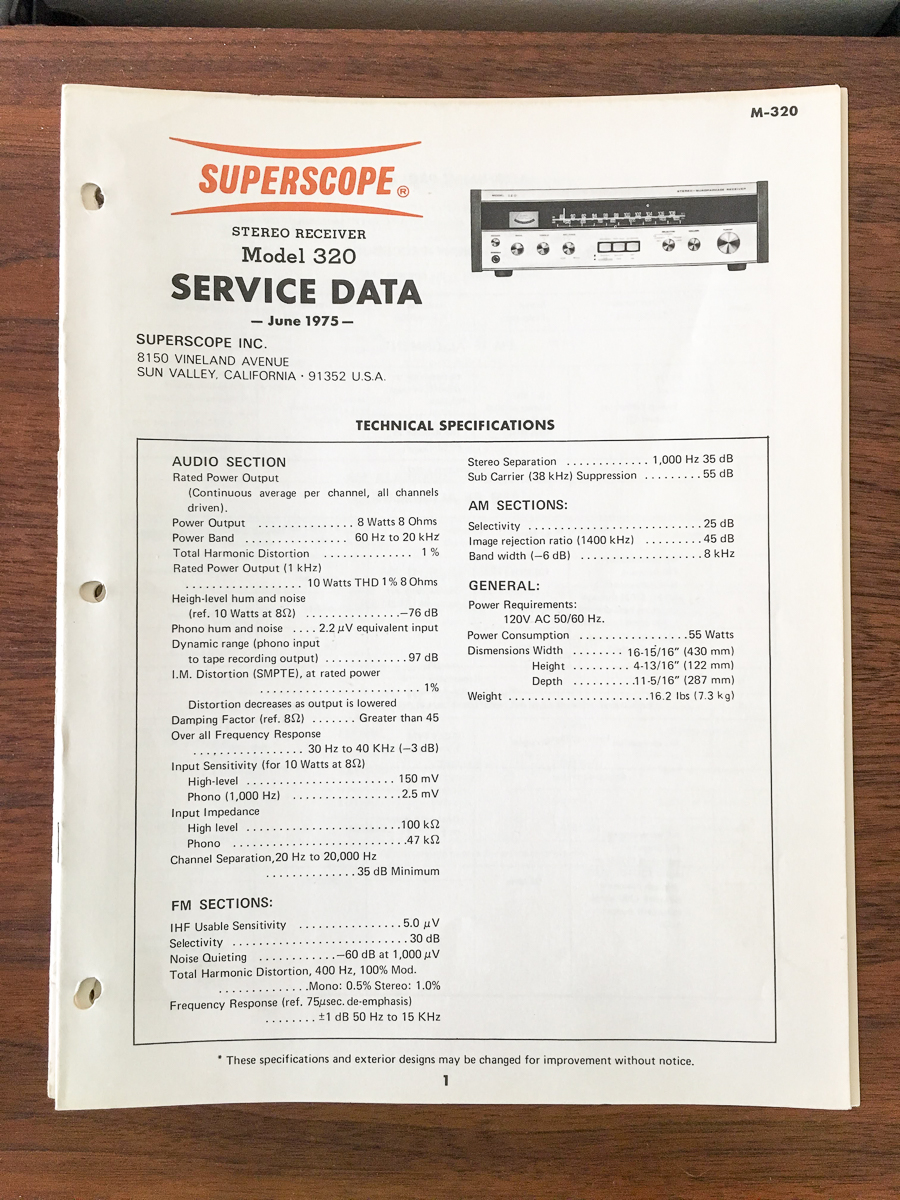 M-320
SUPERSCOPE®
STEREO RECEIVER
Model 320
SERVICE DATA
— June 1975 —
SUPERSCOPE INC.
8150 VINELAND AVENUE
SUN VALLEY, CALIFORNIA · 91352 U.S.A.
TECHNICAL SPECIFICATIONS
AUDIO SECTION
Rated Power Output
(Continuous average per channel, all channels
driven).
Power Output . . . . . . . . . . . . . . . 8 Watts 8 Ohms
Power Band . . . . . . . . . . . . . . . . 60 Hz to 20 kHz
Total Harmonic Distortion . . . . . . . . . . . . . . 1 %
Rated Power Output (1 kHz)
. . . . . . . . . . . . . . . . . . 10 Watts THD 1% 8 Ohms
Heigh-level hum and noise
(ref. 10 Watts at 8Ω) . . . . . . . . . . . . . . . —76 dB
Phono hum and noise . . . . 2.2 μV equivalent input
Dynamic range (phono input
to tape recording output) . . . . . . . . . . . . . 97 dB
I.M. Distortion (SMPTE), at rated power
. . . . . . . . . . . . . . . . . . . . . . . . . 1%
Distortion decreases as output is lowered
Damping Factor (ref. 8Ω) . . . . . . . Greater than 45
Over all Frequency Response
. . . . . . . . . . . . . . . . . 30 Hz to 40 KHz (—3 dB)
Input Sensitivity (for 10 Watts at 8Ω)
High-level . . . . . . . . . . . . . . . . . . . . . . . 150 mV
Phono (1,000 Hz) . . . . . . . . . . . . . . . . . 2.5 mV
Input Impedance
High level . . . . . . . . . . . . . . . . . . . . . . . . 100 kΩ
Phono . . . . . . . . . . . . . . . . . . . . . . . . . . . 47 kΩ
Channel Separation, 20 Hz to 20,000 Hz
. . . . . . . . . . . . . . 35 dB Minimum
FM SECTIONS:
IHF Usable Sensitivity . . . . . . . . . . . . . . . . 5.0 μV
Selectivity . . . . . . . . . . . . . . . . . . . . . . . . . . . 30 dB
Noise Quieting . . . . . . . . . . . . —60 dB at 1,000 μV
Total Harmonic Distortion, 400 Hz, 100% Mod.
. . . . . . . . . . . . . . Mono: 0.5% Stereo: 1.0%
Frequency Response (ref. 75μsec. de-emphasis)
. . . . . . . . ±1 dB 50 Hz to 15 KHz
Stereo Separation . . . . . . . . . . . . . 1,000 Hz 35 dB
Sub Carrier (38 kHz) Suppression . . . . . . . . . 55 dB
AM SECTIONS:
Selectivity . . . . . . . . . . . . . . . . . . . . . . . . . . . 25 dB
Image rejection ratio (1400 kHz) . . . . . . . . . 45 dB
Band width (—6 dB) . . . . . . . . . . . . . . . . . . . 8 kHz
GENERAL:
Power Requirements:
120V AC 50/60 Hz.
Power Consumption . . . . . . . . . . . . . . . . . 55 Watts
Dismensions Width . . . . . . . . 16-15/16" (430 mm)
Height . . . . . . . . . 4-13/16" (122 mm)
Depth . . . . . . . . . . 11-5/16" (287 mm)
Weight . . . . . . . . . . . . . . . . . . . . . . 16.2 lbs (7.3 kg)
* These specifications and exterior designs may be changed for improvement without notice.
1